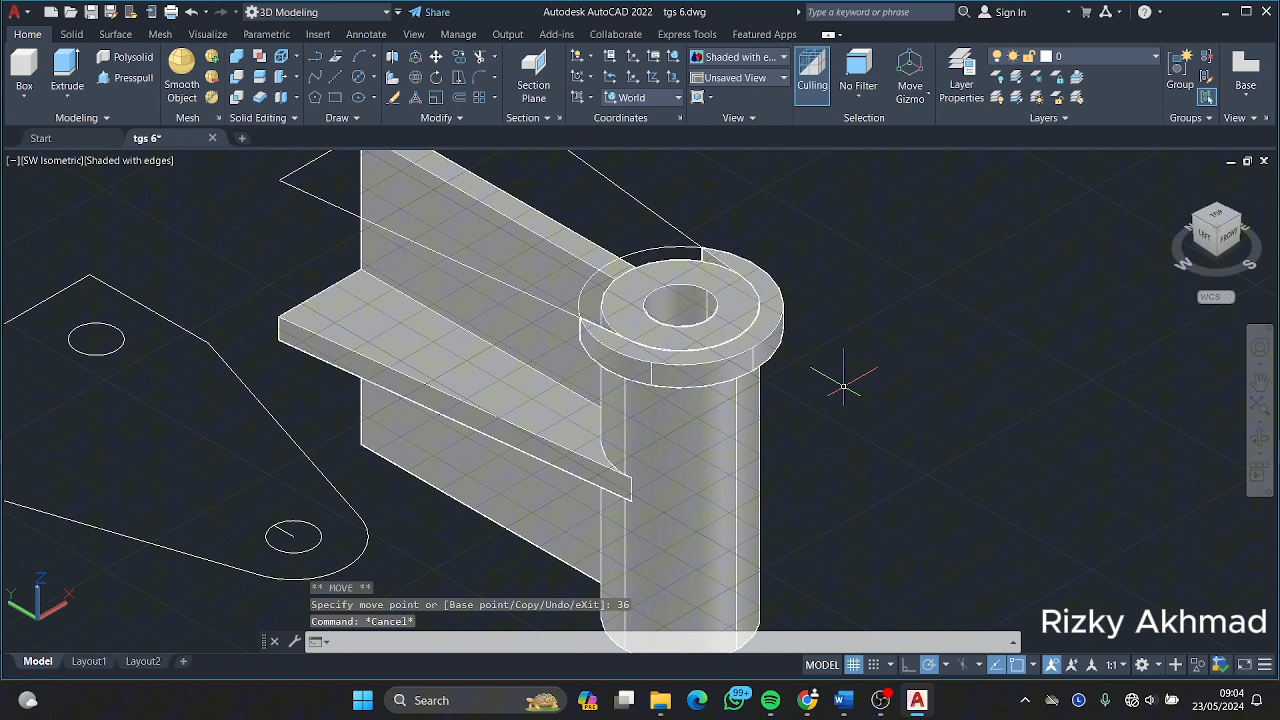 3D Modeling
Share
Autodesk AutoCAD 2022
tgs 6.dwg
Type a keyword or phrase
Sign In
Home
Solid
Surface
Mesh
Visualize
Parametric
Insert
Annotate
View
Manage
Output
Add-ins
Collaborate
Express Tools
Featured Apps
Box
Extrude
Polysolid
Presspull
Smooth
Object
Section
Plane
World
Shaded with e...
Unsaved View
Culling
No Filter
Move
Gizmo
Layer
Properties
0
Group
Base
Modeling
Mesh
Solid Editing
Draw
Modify
Section
Coordinates
View
Selection
Layers
Groups
View
Start
tgs 6*
[−][SW Isometric][Shaded with edges]
TOP
LEFT
FRONT
W
S
WCS
Z
Y
X
** MOVE **
Specify move point or [Base point/Copy/Undo/eXit]: 36
Command: *Cancel*
Rizky Akhmad
Model
Layout1
Layout2
MODEL
1:1
Search
99+
09:04
23/05/2024